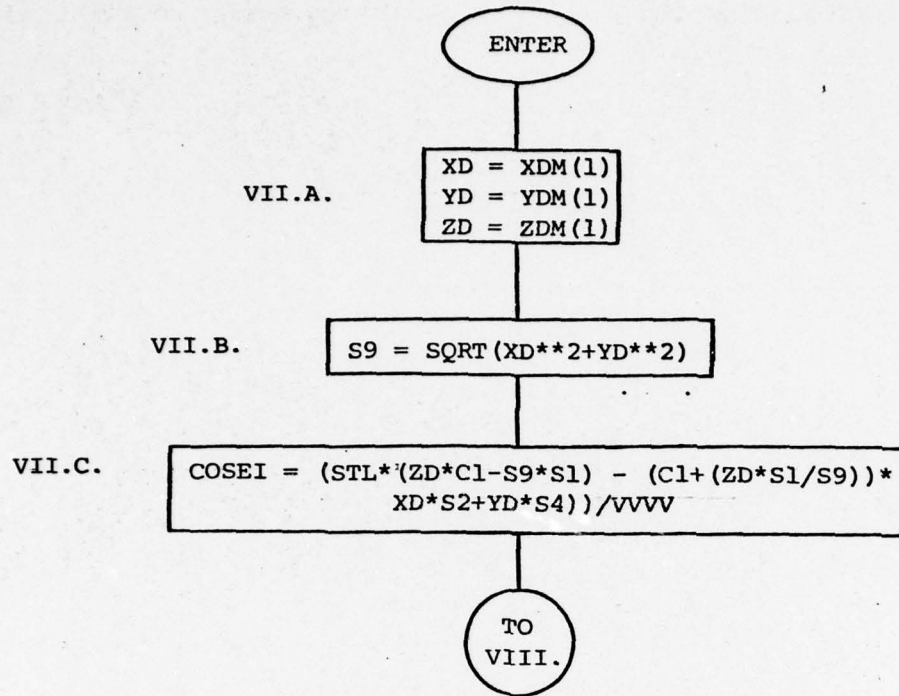 ENTER
VII.A.
XD = XDM(1)
YD = YDM(1)
ZD = ZDM(1)
VII.B.
S9 = SQRT(XD**2+YD**2)
VII.C.
COSEI = (STL*(ZD*C1-S9*S1) - (C1+(ZD*S1/S9))*
XD*S2+YD*S4))/VVVV
TO
VIII.